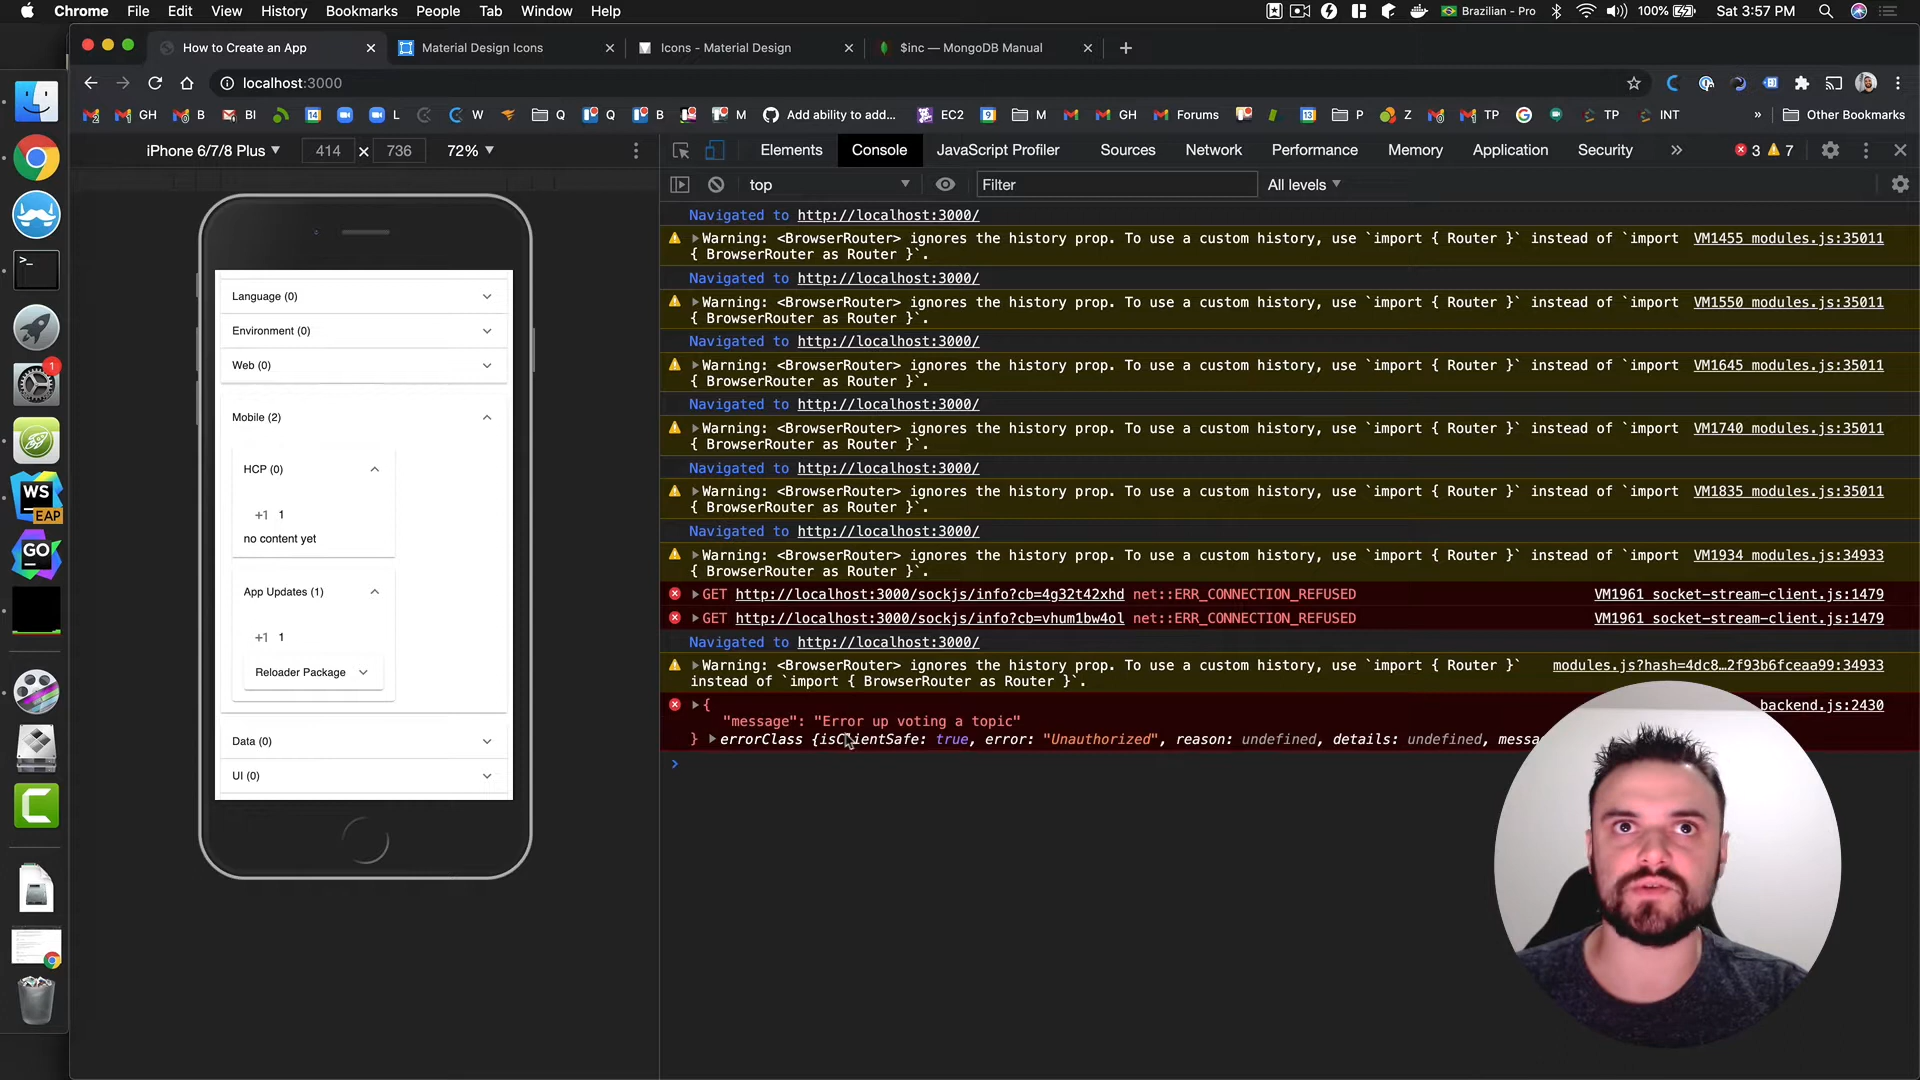 Chrome File Edit View History Bookmarks People Tab Window Help
Brazilian - Pro 100% Sat 3:57 PM
How to Create an App
Material Design Icons
Icons - Material Design
$inc — MongoDB Manual
localhost:3000
GH B BI 14 L W Q Q B M Add ability to add... EC2 9 M GH Forums 13 P Z TP TP INT » Other Bookmarks
iPhone 6/7/8 Plus 414 × 736 72%
Elements Console JavaScript Profiler Sources Network Performance Memory Application Security » 3 7
top Filter All levels
Navigated to http://localhost:3000/
Warning: <BrowserRouter> ignores the history prop. To use a custom history, use `import { Router }` instead of `import VM1455 modules.js:35011
{ BrowserRouter as Router }`.
Navigated to http://localhost:3000/
Warning: <BrowserRouter> ignores the history prop. To use a custom history, use `import { Router }` instead of `import VM1550 modules.js:35011
{ BrowserRouter as Router }`.
Navigated to http://localhost:3000/
Warning: <BrowserRouter> ignores the history prop. To use a custom history, use `import { Router }` instead of `import VM1645 modules.js:35011
{ BrowserRouter as Router }`.
Navigated to http://localhost:3000/
Warning: <BrowserRouter> ignores the history prop. To use a custom history, use `import { Router }` instead of `import VM1740 modules.js:35011
{ BrowserRouter as Router }`.
Navigated to http://localhost:3000/
Warning: <BrowserRouter> ignores the history prop. To use a custom history, use `import { Router }` instead of `import VM1835 modules.js:35011
{ BrowserRouter as Router }`.
Navigated to http://localhost:3000/
Warning: <BrowserRouter> ignores the history prop. To use a custom history, use `import { Router }` instead of `import VM1934 modules.js:34933
{ BrowserRouter as Router }`.
GET http://localhost:3000/sockjs/info?cb=4g32t42xhd net::ERR_CONNECTION_REFUSED VM1961 socket-stream-client.js:1479
GET http://localhost:3000/sockjs/info?cb=vhum1bw4ol net::ERR_CONNECTION_REFUSED VM1961 socket-stream-client.js:1479
Navigated to http://localhost:3000/
Warning: <BrowserRouter> ignores the history prop. To use a custom history, use `import { Router }` modules.js?hash=4dc8…2f93b6fceaa99:34933
instead of `import { BrowserRouter as Router }`.
{ backend.js:2430
"message": "Error up voting a topic"
} errorClass {isClientSafe: true, error: "Unauthorized", reason: undefined, details: undefined, messa
Language (0)
Environment (0)
Web (0)
Mobile (2)
HCP (0)
+1 1
no content yet
App Updates (1)
+1 1
Reloader Package
Data (0)
UI (0)
1
WS
EAP
GO